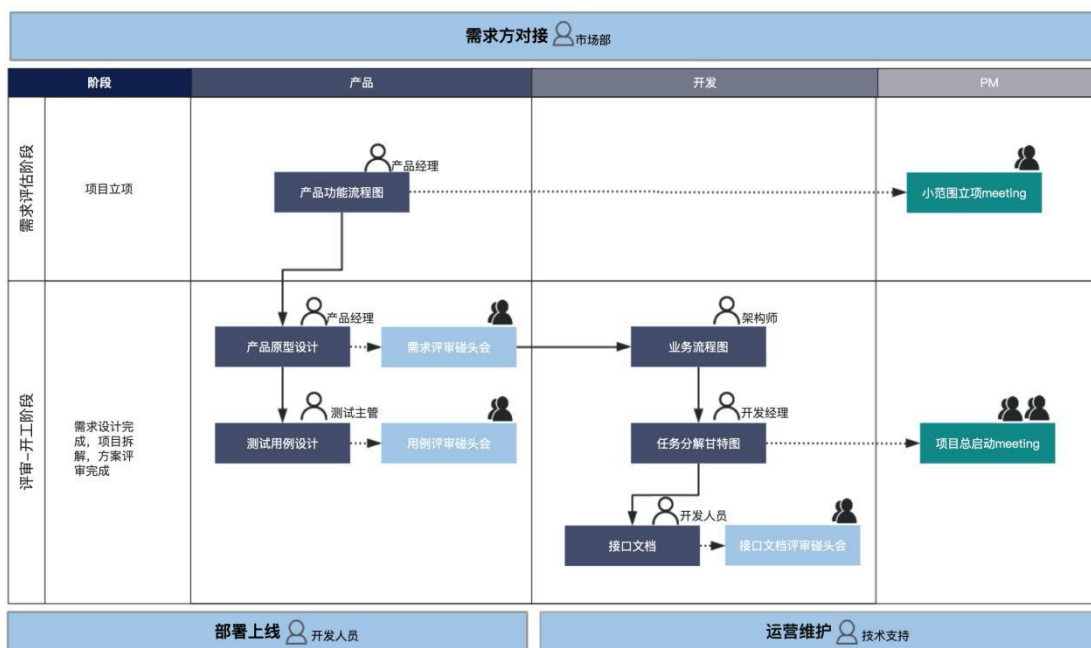 需求方对接 市场部
阶段 产品 开发 PM
需求评估阶段
项目立项
产品经理
产品功能流程图
小范围立项meeting
评审-开工阶段
需求设计完
成，项目拆
解，方案评
审完成
产品经理
架构师
产品原型设计
需求评审碰头会
业务流程图
测试主管
开发经理
测试用例设计
用例评审碰头会
任务分解甘特图
项目总启动meeting
开发人员
接口文档
接口文档评审碰头会
部署上线 开发人员
运营维护 技术支持